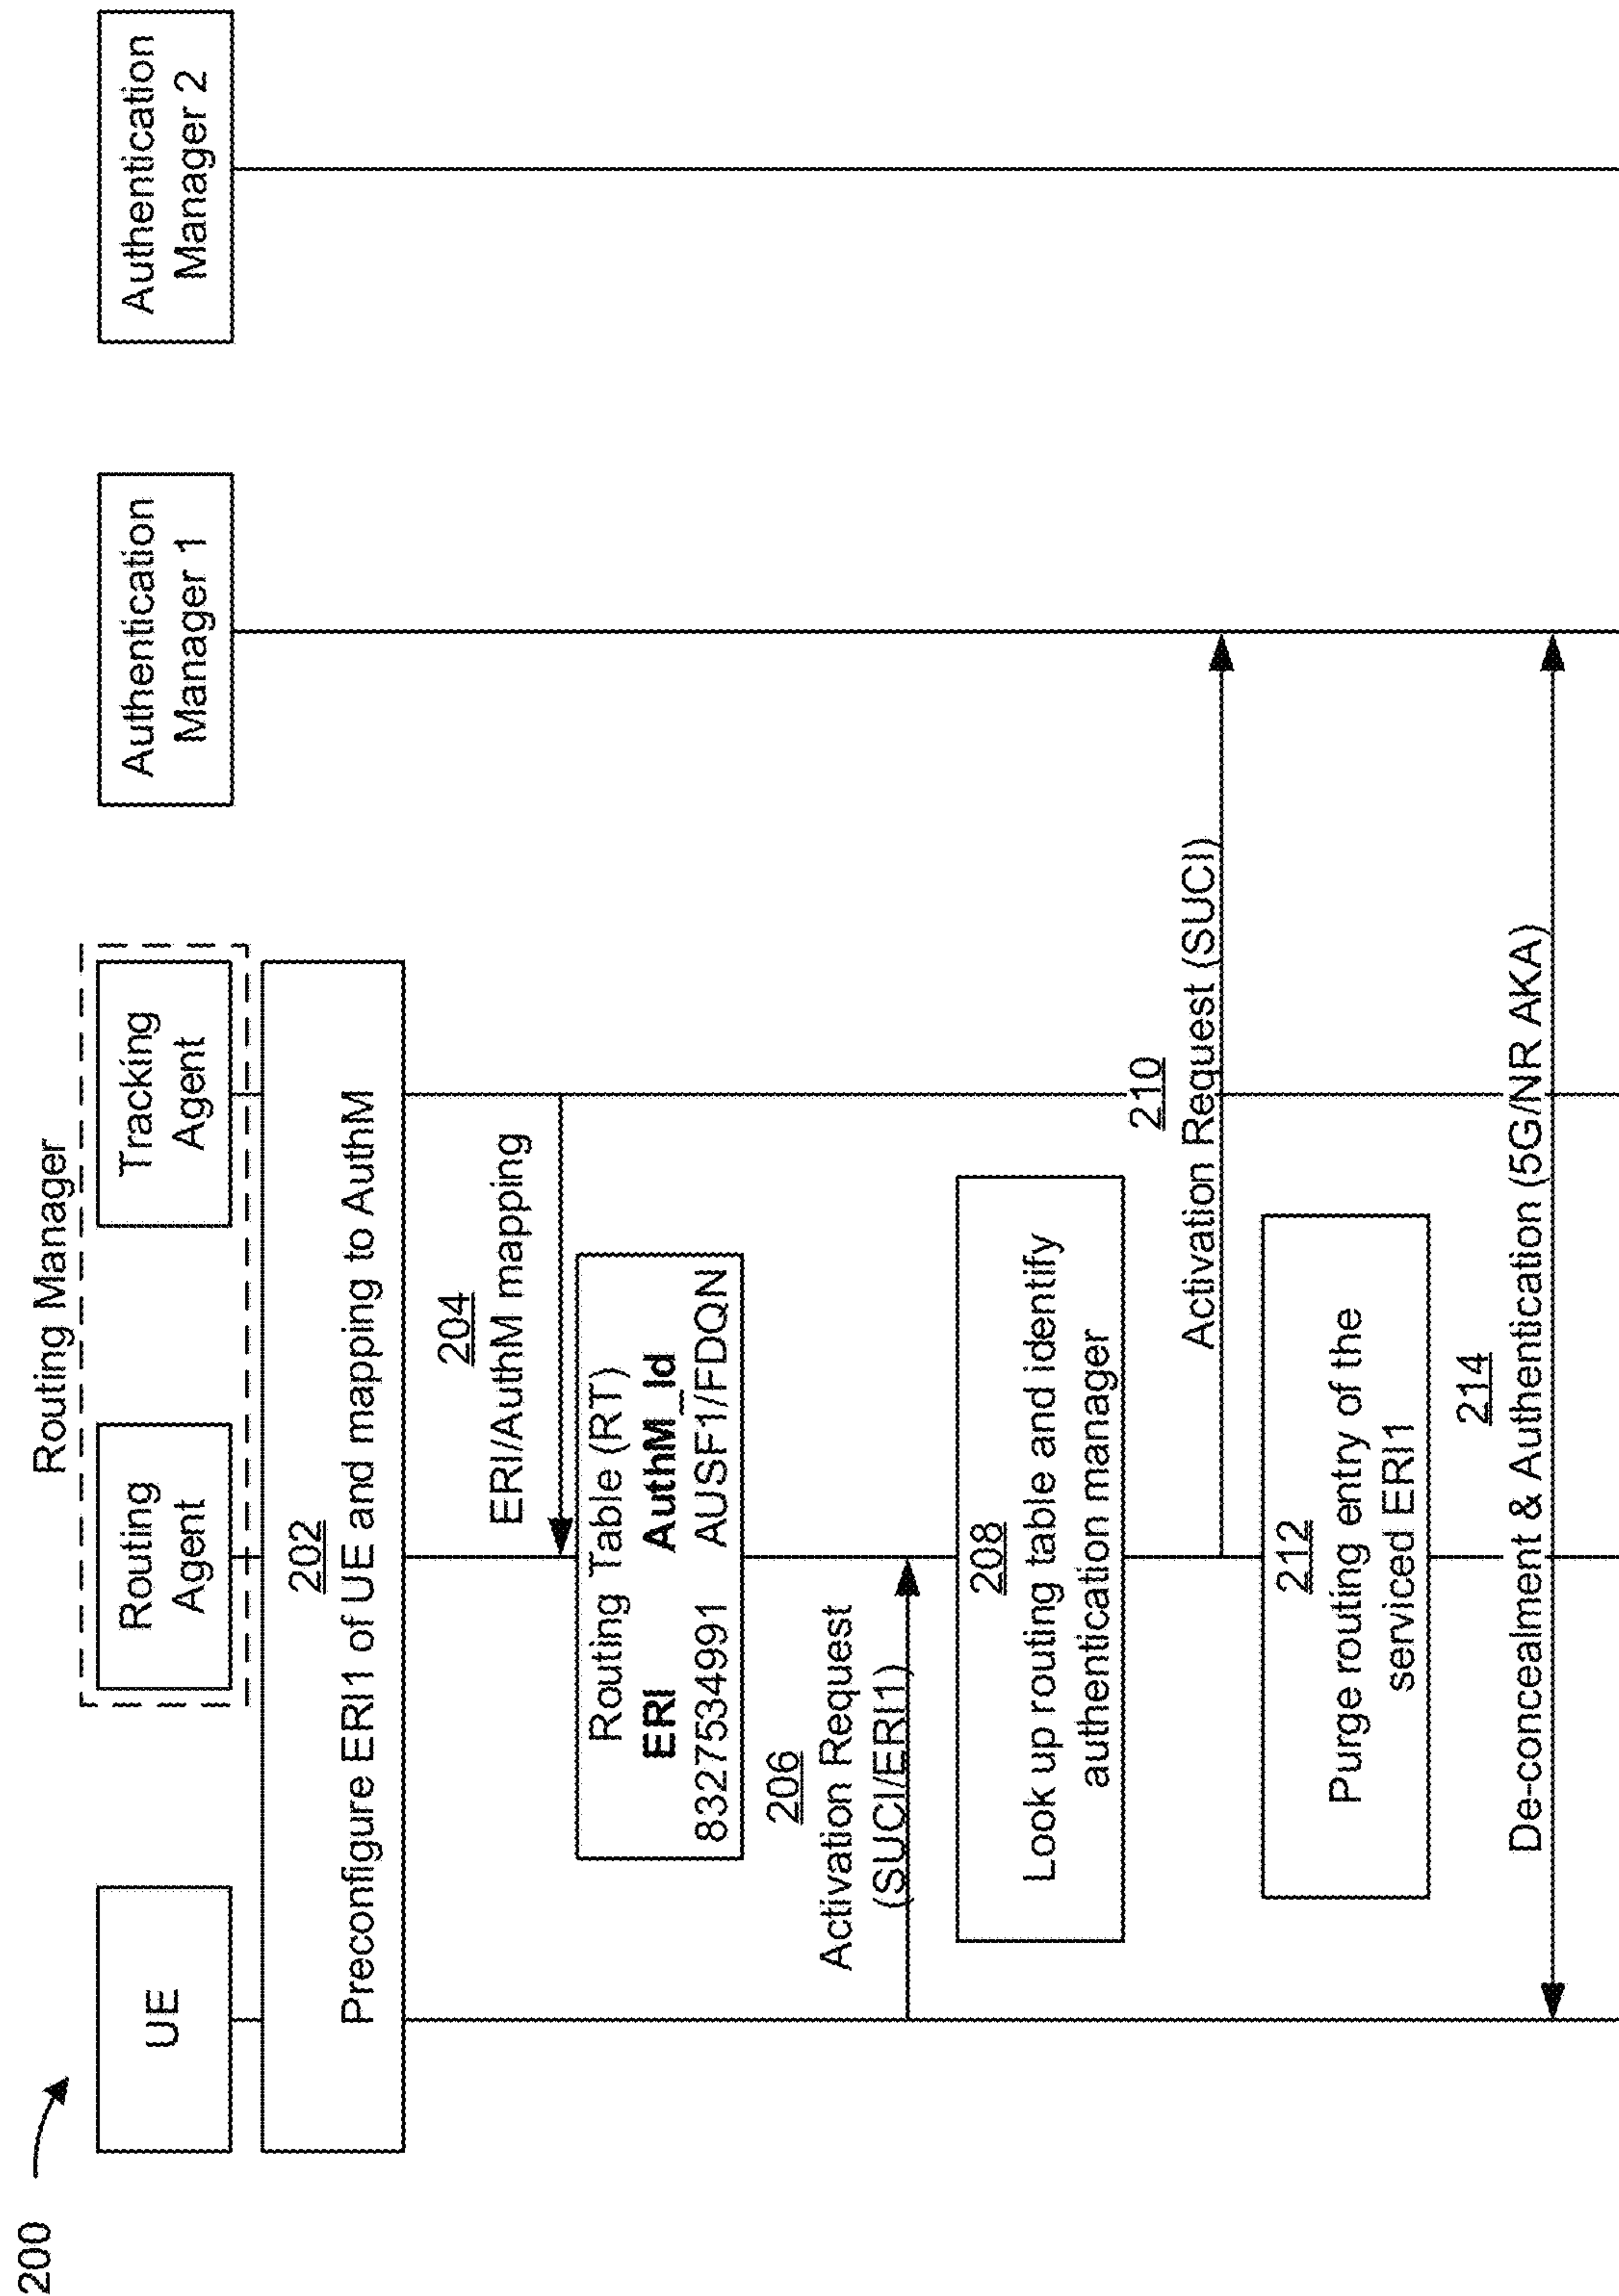 200
Routing Manager
UE
Routing
Agent
Tracking
Agent
Authentication
Manager 1
Authentication
Manager 2
202
Preconfigure ERI1 of UE and mapping to AuthM
204
ERI/AuthM mapping
Routing Table (RT)
ERI AuthM_Id
8327534991 AUSF1/FDQN
206
Activation Request
(SUCI/ERI1)
208
Look up routing table and identify
authentication manager
210
Activation Request (SUCI)
212
Purge routing entry of the
serviced ERI1
214
De-concealment & Authentication (5G/NR AKA)